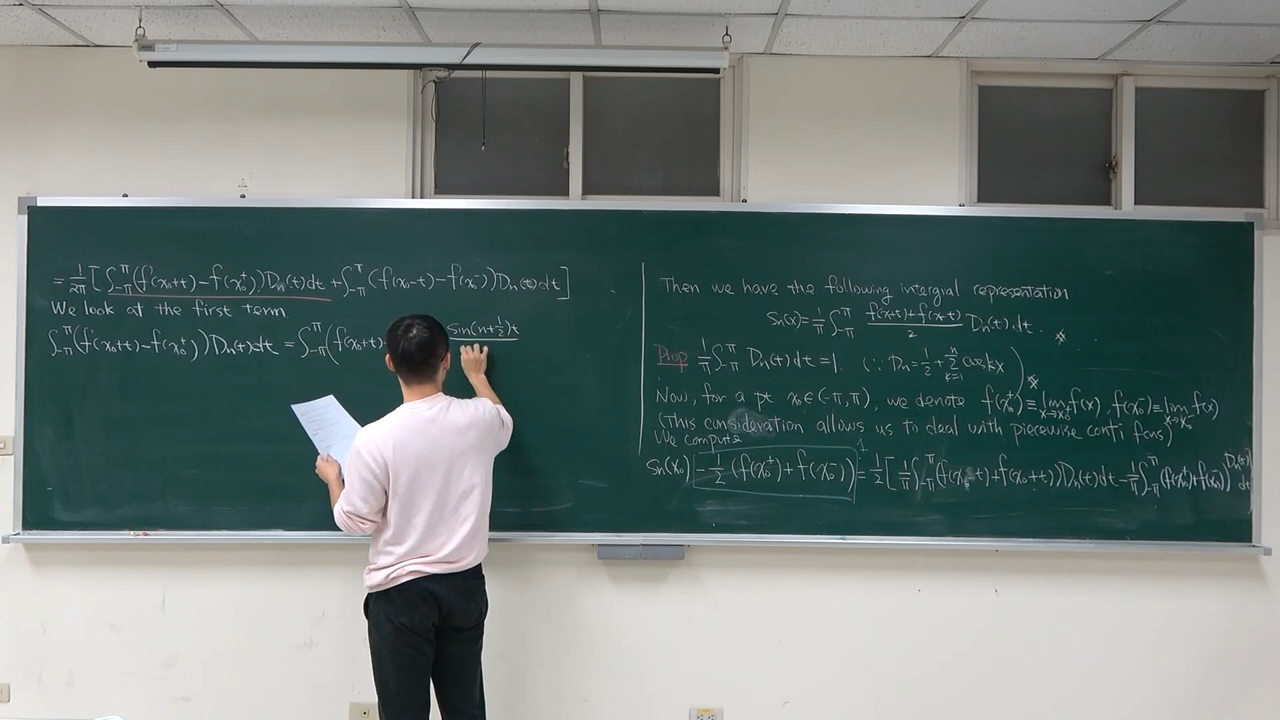 = 1/2π [ ∫_{-π}^{π} (f(x₀+t) - f(x₀⁺)) Dₙ(t) dt + ∫_{-π}^{π} (f(x₀-t) - f(x₀⁻)) Dₙ(t) dt ]
We look at the first term
∫_{-π}^{π} (f(x₀+t) - f(x₀⁺)) Dₙ(t) dt = ∫_{-π}^{π} (f(x₀+t) sin(n+1/2)t
Then we have the following intergral representation
Sn(x) = 1/π ∫_{-π}^{π} (f(x+t)+f(x-t))/2 Dₙ(t) dt. *
Prop 1/π ∫_{-π}^{π} Dₙ(t) dt = 1. (∵ Dₙ = 1/2 + Σ_{k=1}^{n} cos kx) *
Now, for a pt x₀ ∈ (-π, π), we denote f(x₀⁺) ≡ lim_{x→x₀⁺} f(x), f(x₀⁻) ≡ lim_{x→x₀⁻} f(x)
(This consideration allows us to deal with piecewise conti fcns)
We compute
Sn(x₀) - 1/2 (f(x₀⁺) + f(x₀⁻)) = 1/2 [ 1/π ∫_{-π}^{π} (f(x₀-t) + f(x₀+t)) Dₙ(t) dt - 1/π ∫_{-π}^{π} (f(x₀⁺) + f(x₀⁻)) Dₙ(t) dt